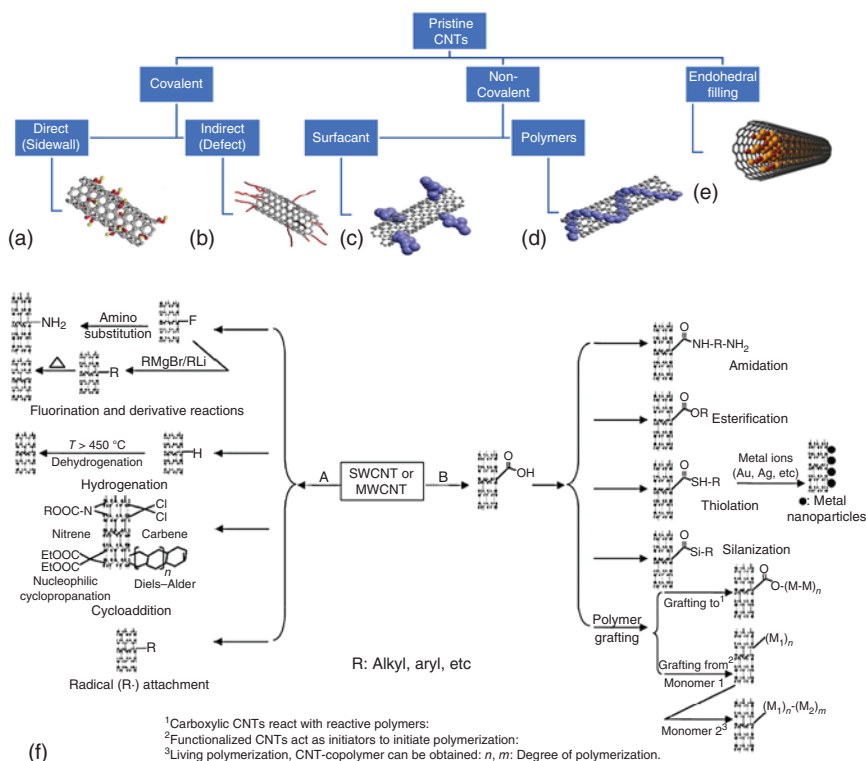 Pristine
CNTs
Covalent
Non-
Covalent
Endohedral
filling
Direct
(Sidewall)
Indirect
(Defect)
Surfacant
Polymers
(a)
(b)
(c)
(d)
(e)
NH2
Amino
substitution
F
△
R
RMgBr/RLi
Fluorination and derivative reactions
T > 450 °C
Dehydrogenation
H
Hydrogenation
ROOC-N
Cl
Cl
Nitrene
Carbene
EtOOC
EtOOC
n
Nucleophilic
cyclopropanation
Diels–Alder
Cycloaddition
R
Radical (R·) attachment
A
SWCNT or
MWCNT
B
O
OH
R: Alkyl, aryl, etc
O
NH-R-NH2
Amidation
O
OR
Esterification
O
SH-R
Thiolation
Metal ions
(Au, Ag, etc)
●: Metal
nanoparticles
O
Si-R
Silanization
Polymer
grafting
Grafting to1
O
O-(M-M)n
Grafting from2
Monomer 1
(M1)n
Monomer 23
(M1)n-(M2)m
1Carboxylic CNTs react with reactive polymers:
2Functionalized CNTs act as initiators to initiate polymerization:
3Living polymerization, CNT-copolymer can be obtained: n, m: Degree of polymerization.
(f)